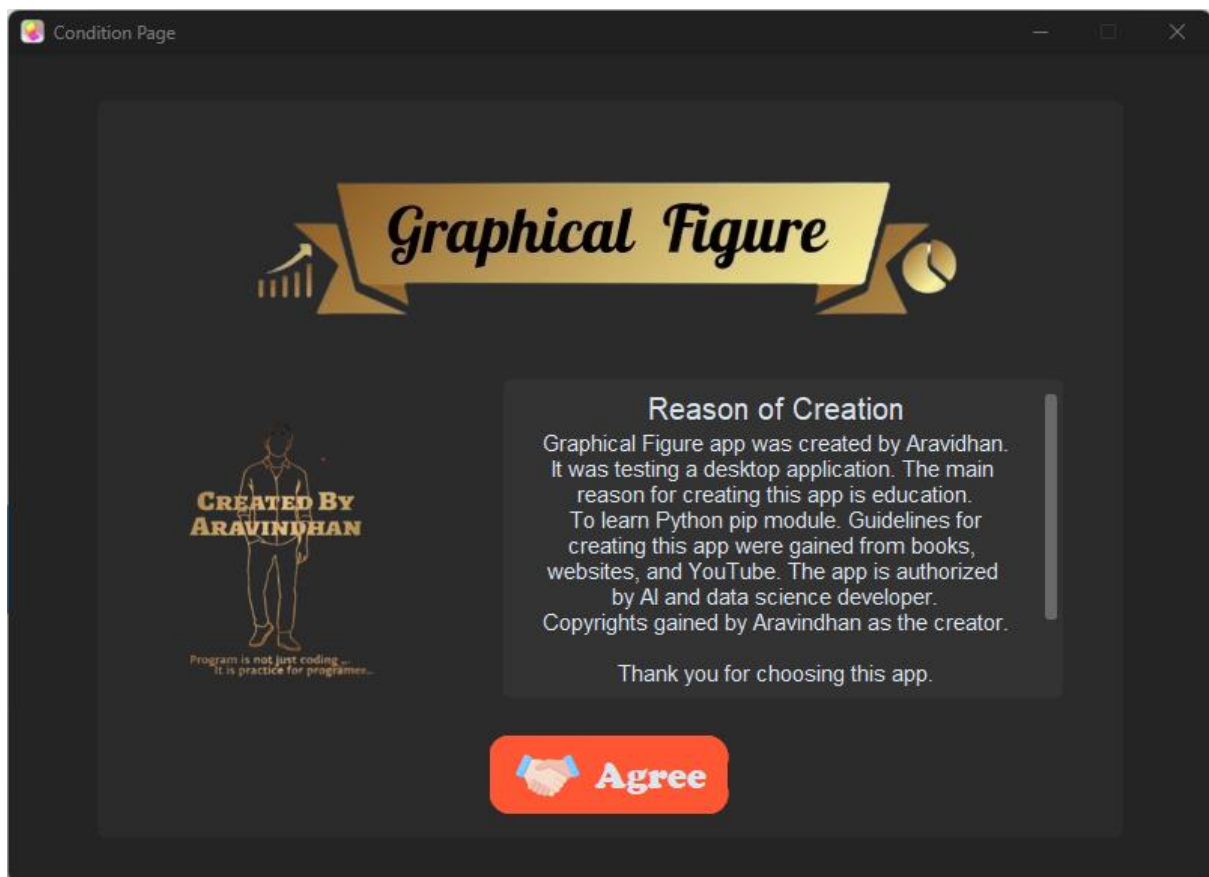 Condition Page
Graphical Figure
CREATED BY
ARAVINDHAN
Program is not just coding ...
It is practice for programer...
Reason of Creation
Graphical Figure app was created by Aravidhan.
It was testing a desktop application. The main
reason for creating this app is education.
To learn Python pip module. Guidelines for
creating this app were gained from books,
websites, and YouTube. The app is authorized
by AI and data science developer.
Copyrights gained by Aravindhan as the creator.
Thank you for choosing this app.
Agree